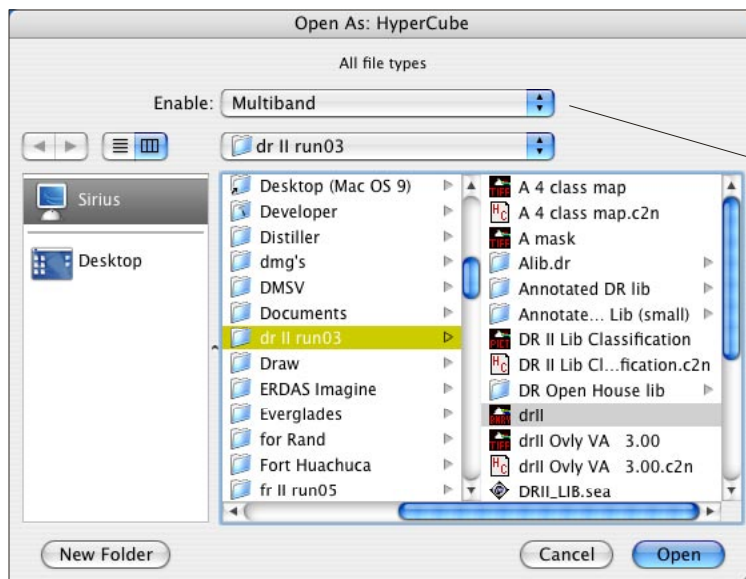 Open As: HyperCube
All file types
Enable: Multiband
dr II run03
Sirius
Desktop
Desktop (Mac OS 9)
Developer
Distiller
dmg's
DMSV
Documents
dr II run03
Draw
ERDAS Imagine
Everglades
for Rand
Fort Huachuca
fr II run05
A 4 class map
A 4 class map.c2n
A mask
Alib.dr
Annotated DR lib
Annotate... Lib (small)
DR II Lib Classification
DR II Lib Cl...fication.c2n
DR Open House lib
drII
drII Ovly VA 3.00
drII Ovly VA 3.00.c2n
DRII_LIB.sea
New Folder
Cancel
Open